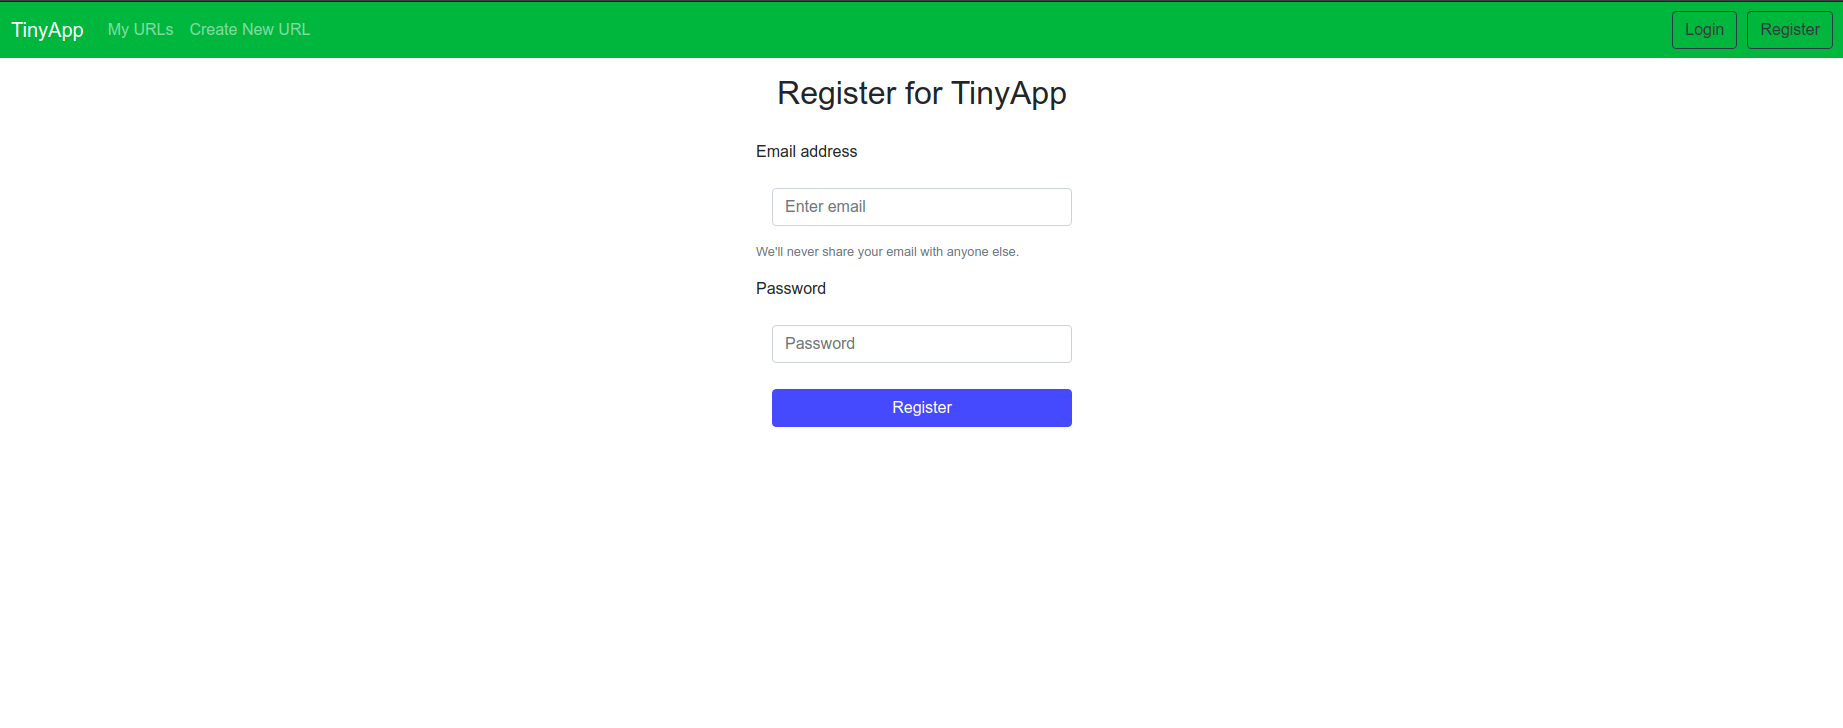 TinyApp My URLs Create New URL Login Register
Register for TinyApp
Email address
Enter email
We'll never share your email with anyone else.
Password
Password
Register